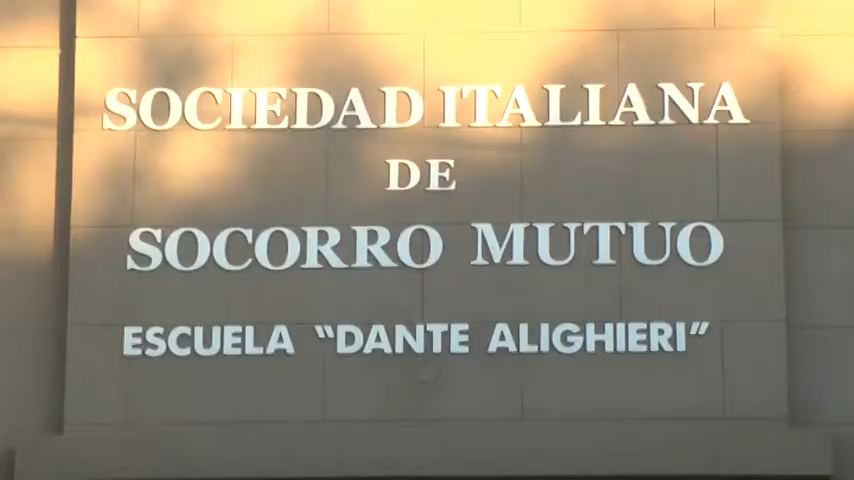 SOCIEDAD ITALIANA
DE
SOCORRO MUTUO
ESCUELA "DANTE ALIGHIERI"